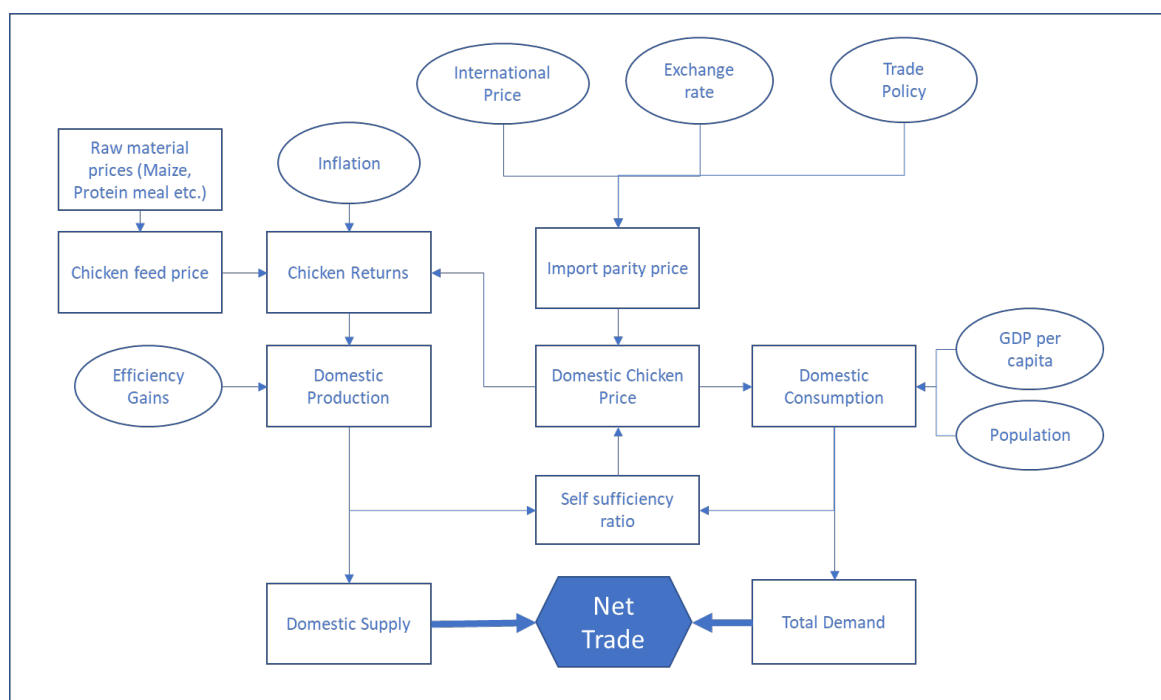 International
Price
Exchange
rate
Trade
Policy
Raw material
prices (Maize,
Protein meal etc.)
Inflation
Chicken feed price
Chicken Returns
Import parity price
Efficiency
Gains
Domestic
Production
Domestic Chicken
Price
Domestic
Consumption
GDP per
capita
Population
Self sufficiency
ratio
Domestic Supply
Net
Trade
Total Demand